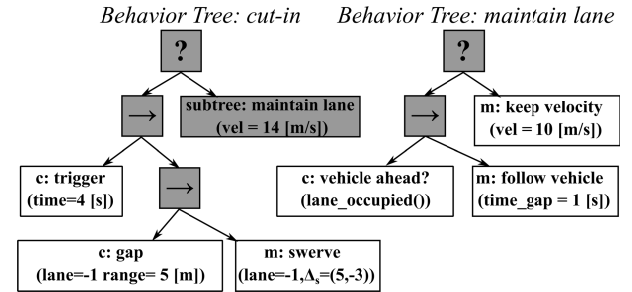 Behavior Tree: cut-in
Behavior Tree: maintain lane
?
?
→
subtree: maintain lane
(vel = 14 [m/s])
→
m: keep velocity
(vel = 10 [m/s])
c: trigger
(time=4 [s])
→
c: vehicle ahead?
(lane_occupied())
m: follow vehicle
(time_gap = 1 [s])
c: gap
(lane=-1 range= 5 [m])
m: swerve
(lane=-1,Δs=(5,-3))